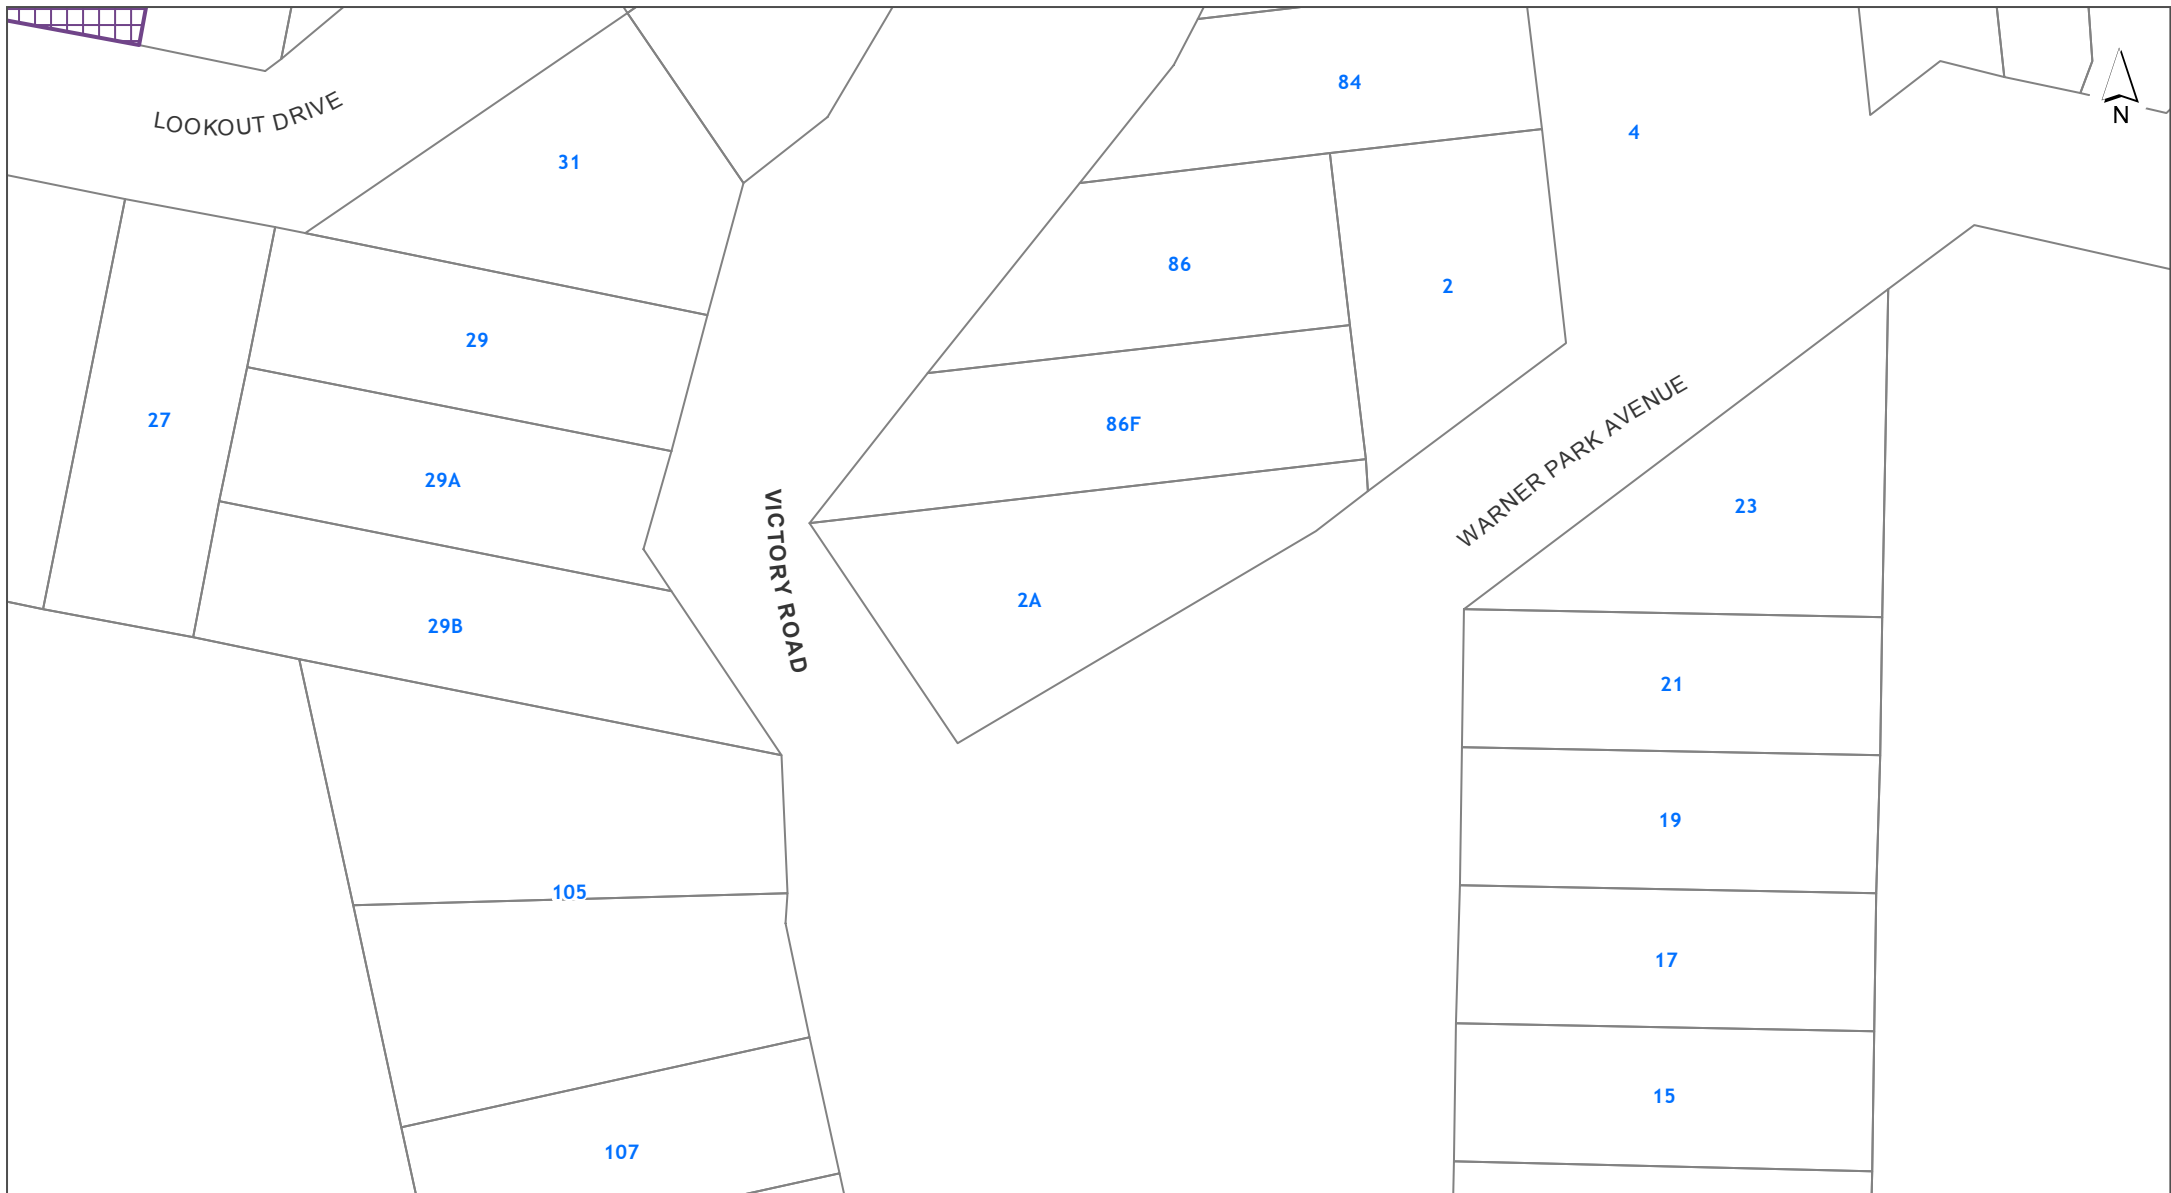 84
4
N
LOOKOUT DRIVE
31
86
2
29
27
86F
WARNER PARK AVENUE
29A
23
VICTORY ROAD
2A
29B
21
19
105
17
15
107